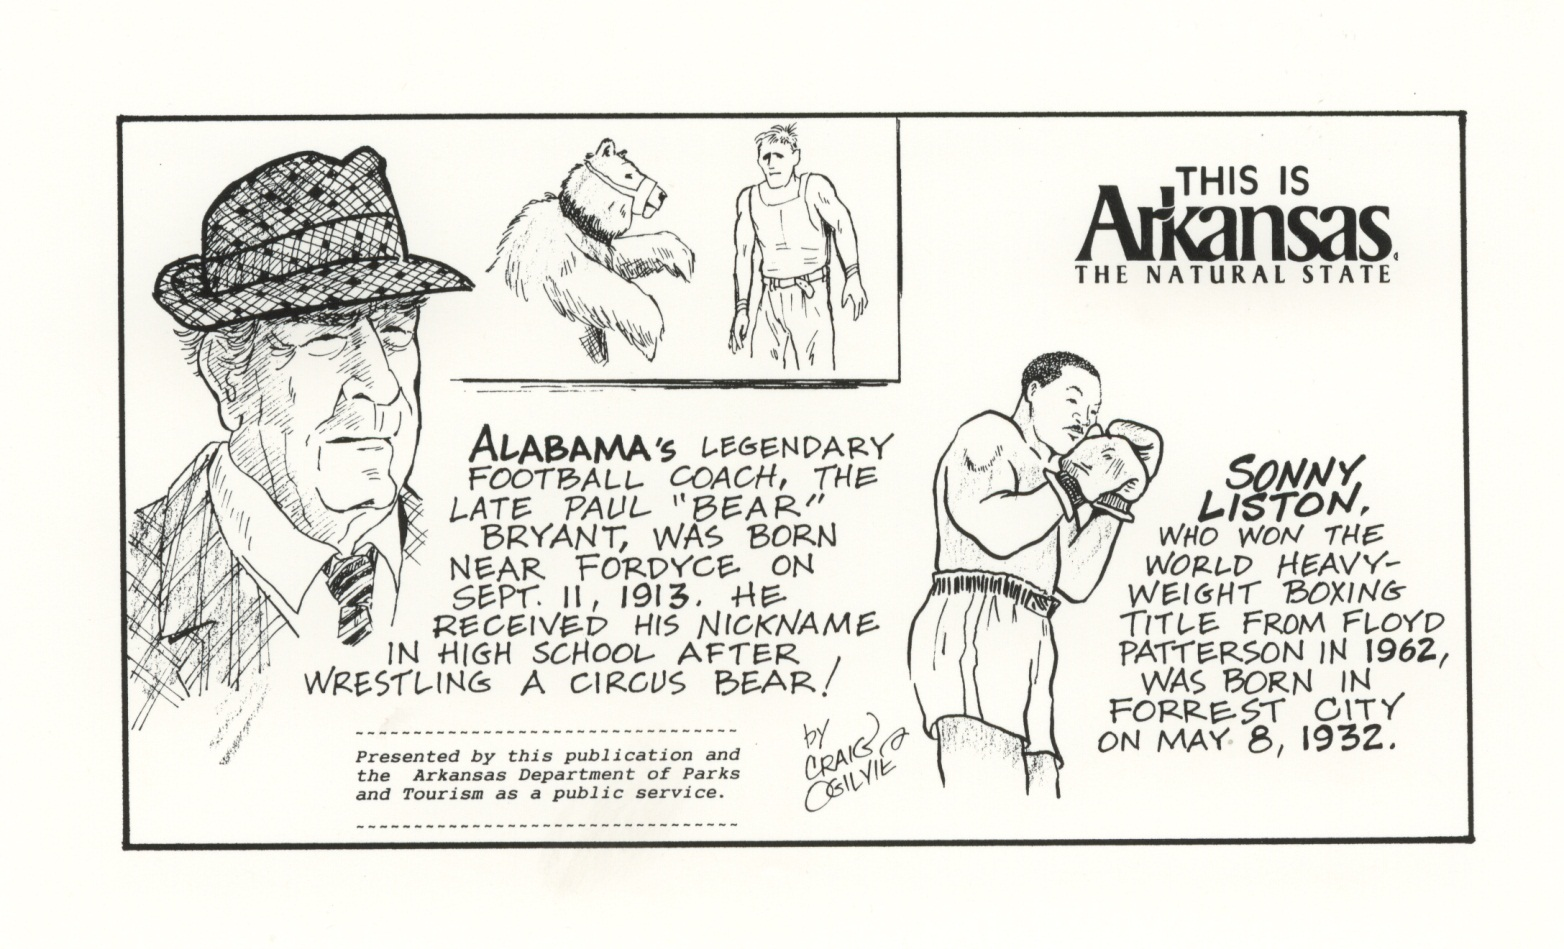 THIS IS
Arkansas
THE NATURAL STATE
ALABAMA'S LEGENDARY
FOOTBALL COACH, THE
LATE PAUL "BEAR"
BRYANT, WAS BORN
NEAR FORDYCE ON
SEPT. 11, 1913. HE
RECEIVED HIS NICKNAME
IN HIGH SCHOOL AFTER
WRESTLING A CIRCUS BEAR!
SONNY
LISTON,
WHO WON THE
WORLD HEAVY-
WEIGHT BOXING
TITLE FROM FLOYD
PATTERSON IN 1962,
WAS BORN IN
FORREST CITY
ON MAY 8, 1932.
Presented by this publication and
the Arkansas Department of Parks
and Tourism as a public service.
by
CRAIG
OGILVIE